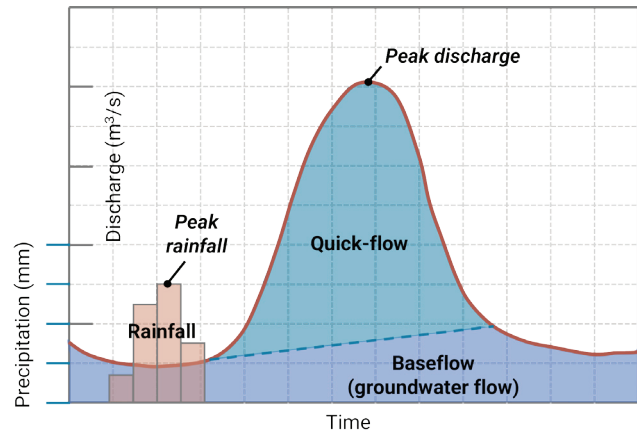 Peak discharge
Discharge (m³/s)
Peak
rainfall
Quick-flow
Precipitation (mm)
Rainfall
Baseflow
(groundwater flow)
Time